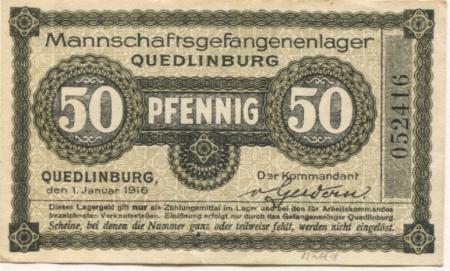 Mannschaftsgefangenenlager
QUEDLINBURG
50 PFENNIG 50
052416
QUEDLINBURG,
den 1. Januar 1916
Der Kommandant
Dieses Lagergeld gilt nur als Zahlungsmittel im Lager und bei den für Arbeitskommandos
bezeichneten Verkaufsstellen. Einlösung erfolgt nur durch das Gefangenenlager Quedlinburg.
Scheine, bei denen die Nummer ganz oder teilweise fehlt, werden nicht eingelöst.